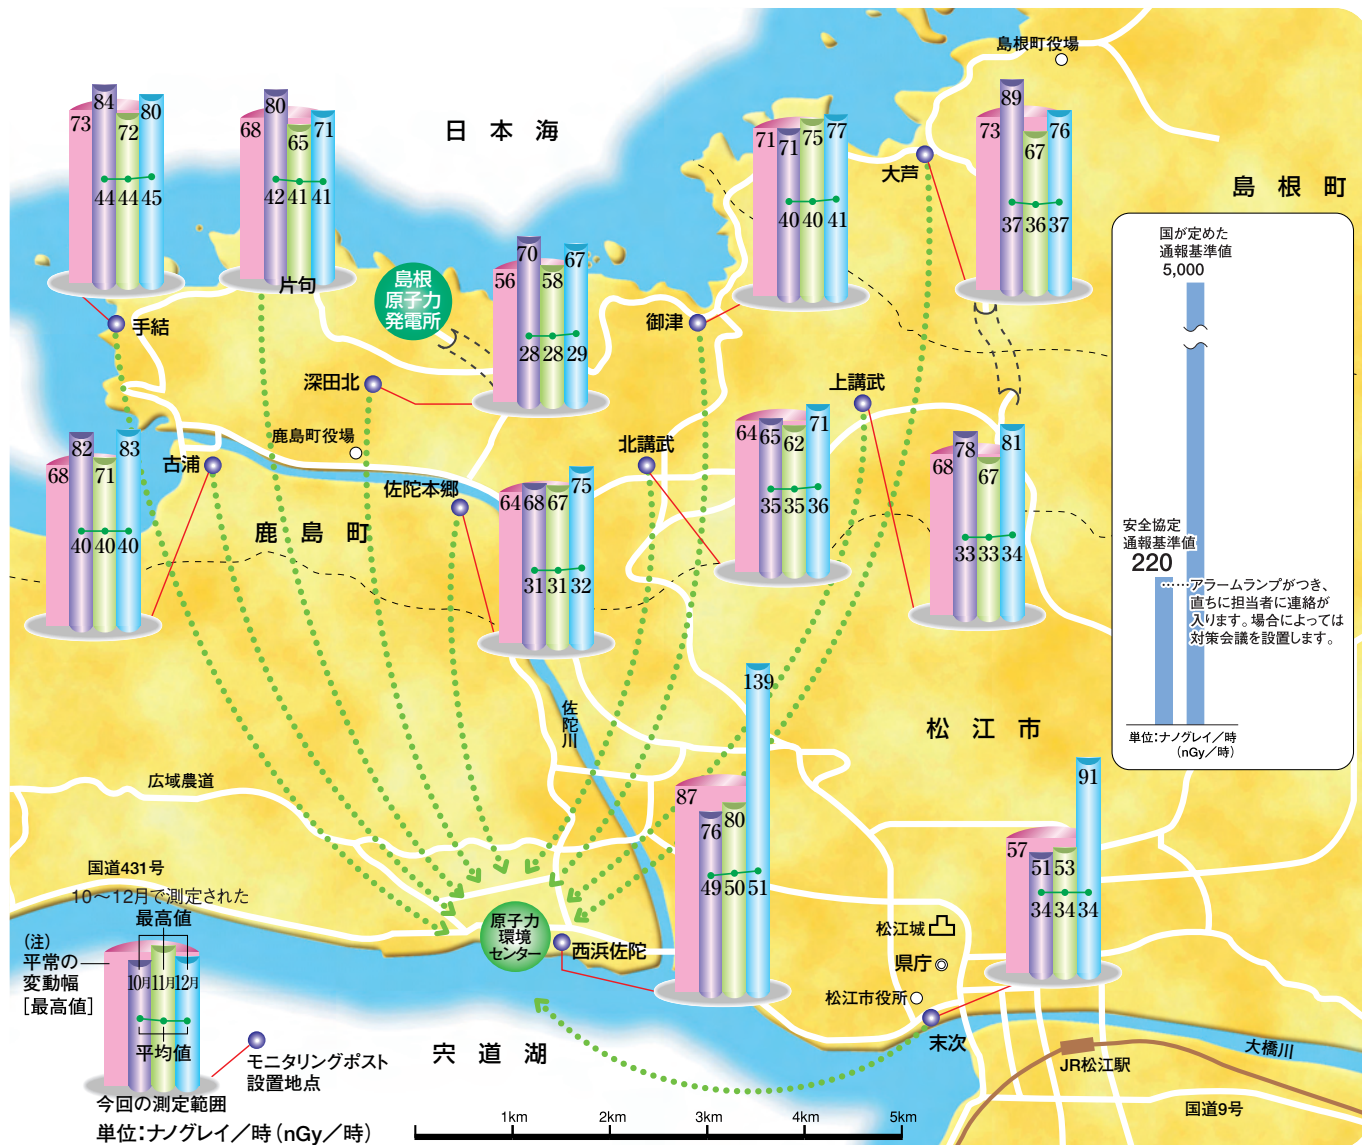 島根町役場
日本海
島根町
73
84
72
80
44
44
45
手結
68
80
65
71
42
41
41
片句
島根
原子力
発電所
56
70
58
67
28
28
29
深田北
71
71
75
77
40
40
41
御津
大芦
73
89
67
76
37
36
37
国が定めた
通報基準値
5,000
安全協定
通報基準値
220
……アラームランプがつき、
直ちに担当者に連絡が
入ります。場合によっては
対策会議を設置します。
単位：ナノグレイ／時
(nGy／時)
68
82
71
83
40
40
40
古浦
鹿島町役場
佐陀本郷
鹿島町
64
68
67
75
31
31
32
北講武
64
65
62
71
35
35
36
上講武
68
78
67
81
33
33
34
佐陀川
松江市
広域農道
国道431号
87
76
80
139
49
50
51
原子力
環境
センター
西浜佐陀
57
51
53
91
34
34
34
松江城
県庁
松江市役所
末次
大橋川
JR松江駅
国道9号
宍道湖
10〜12月で測定された
最高値
(注)
平常の
変動幅
[最高値]
10月
11月
12月
平均値
モニタリングポスト
設置地点
今回の測定範囲
単位：ナノグレイ／時（nGy／時）
1km
2km
3km
4km
5km